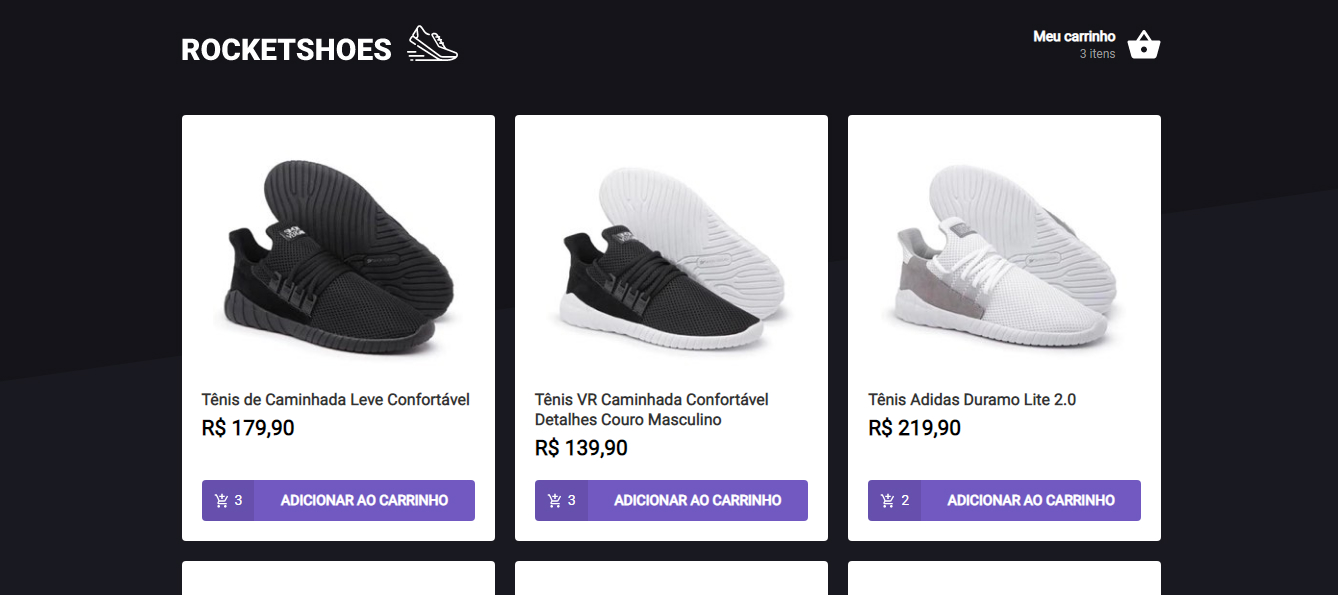 ROCKETSHOES
Meu carrinho
3 itens
Tênis de Caminhada Leve Confortável
R$ 179,90
3 ADICIONAR AO CARRINHO
Tênis VR Caminhada Confortável
Detalhes Couro Masculino
R$ 139,90
3 ADICIONAR AO CARRINHO
Tênis Adidas Duramo Lite 2.0
R$ 219,90
2 ADICIONAR AO CARRINHO